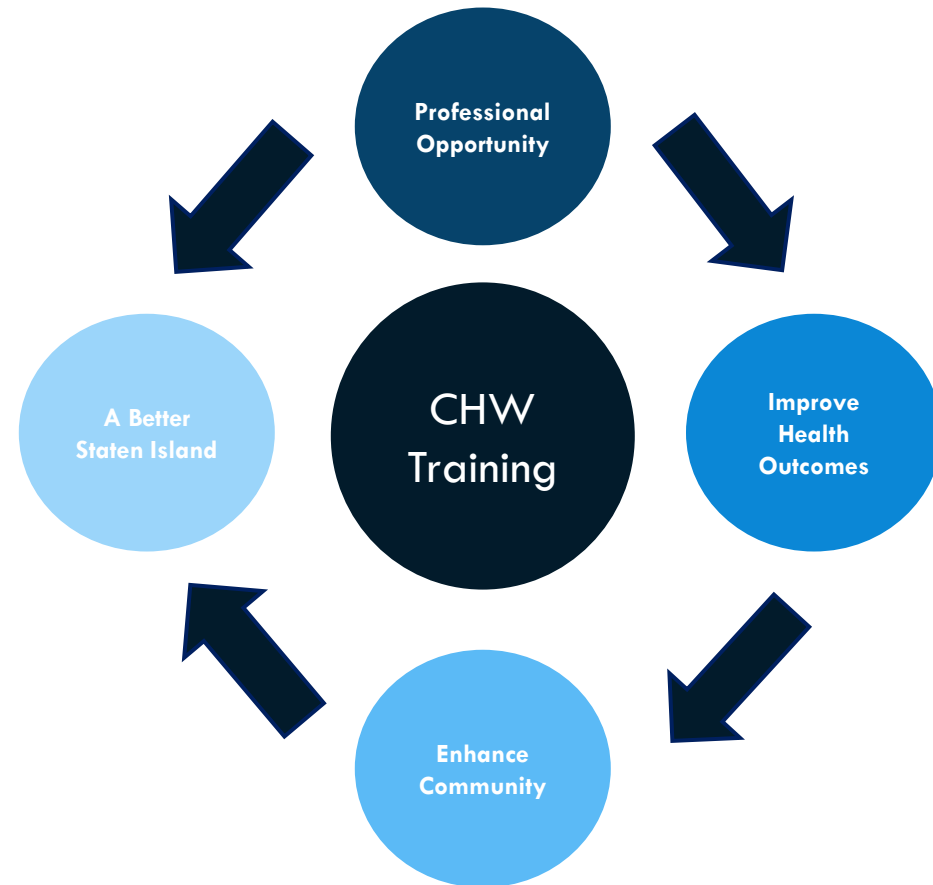 Professional
Opportunity
A Better
Staten Island
CHW
Training
Improve
Health
Outcomes
Enhance
Community